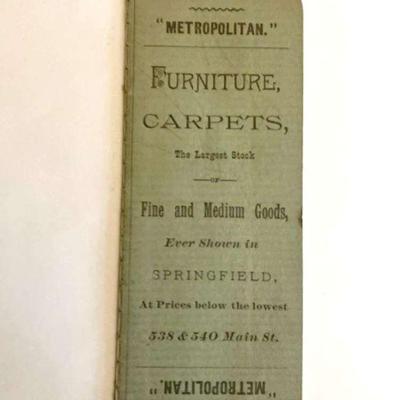 "METROPOLITAN."
FURNITURE,
CARPETS,
The Largest Stock
—OF—
Fine and Medium Goods,
Ever Shown in
SPRINGFIELD,
At Prices below the lowest
538 & 540 Main St.
"METROPOLITAN."